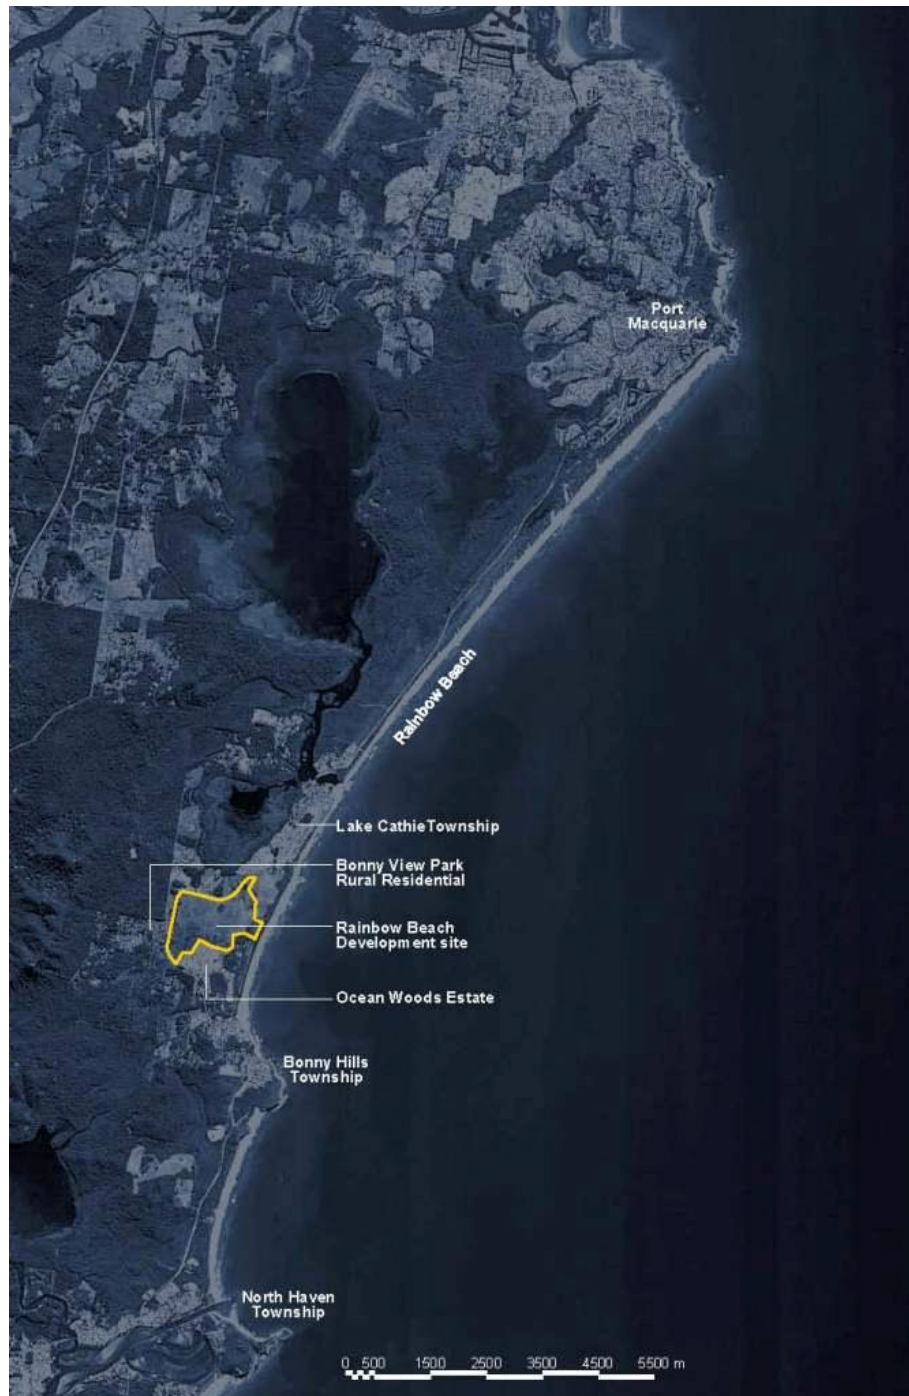 Port
Macquarie
Rainbow Beach
Lake CathieTownship
Bonny View Park
Rural Residential
Rainbow Beach
Development site
Ocean Woods Estate
Bonny Hills
Township
North Haven
Township
0 500 1500 2500 3500 4500 5500 m